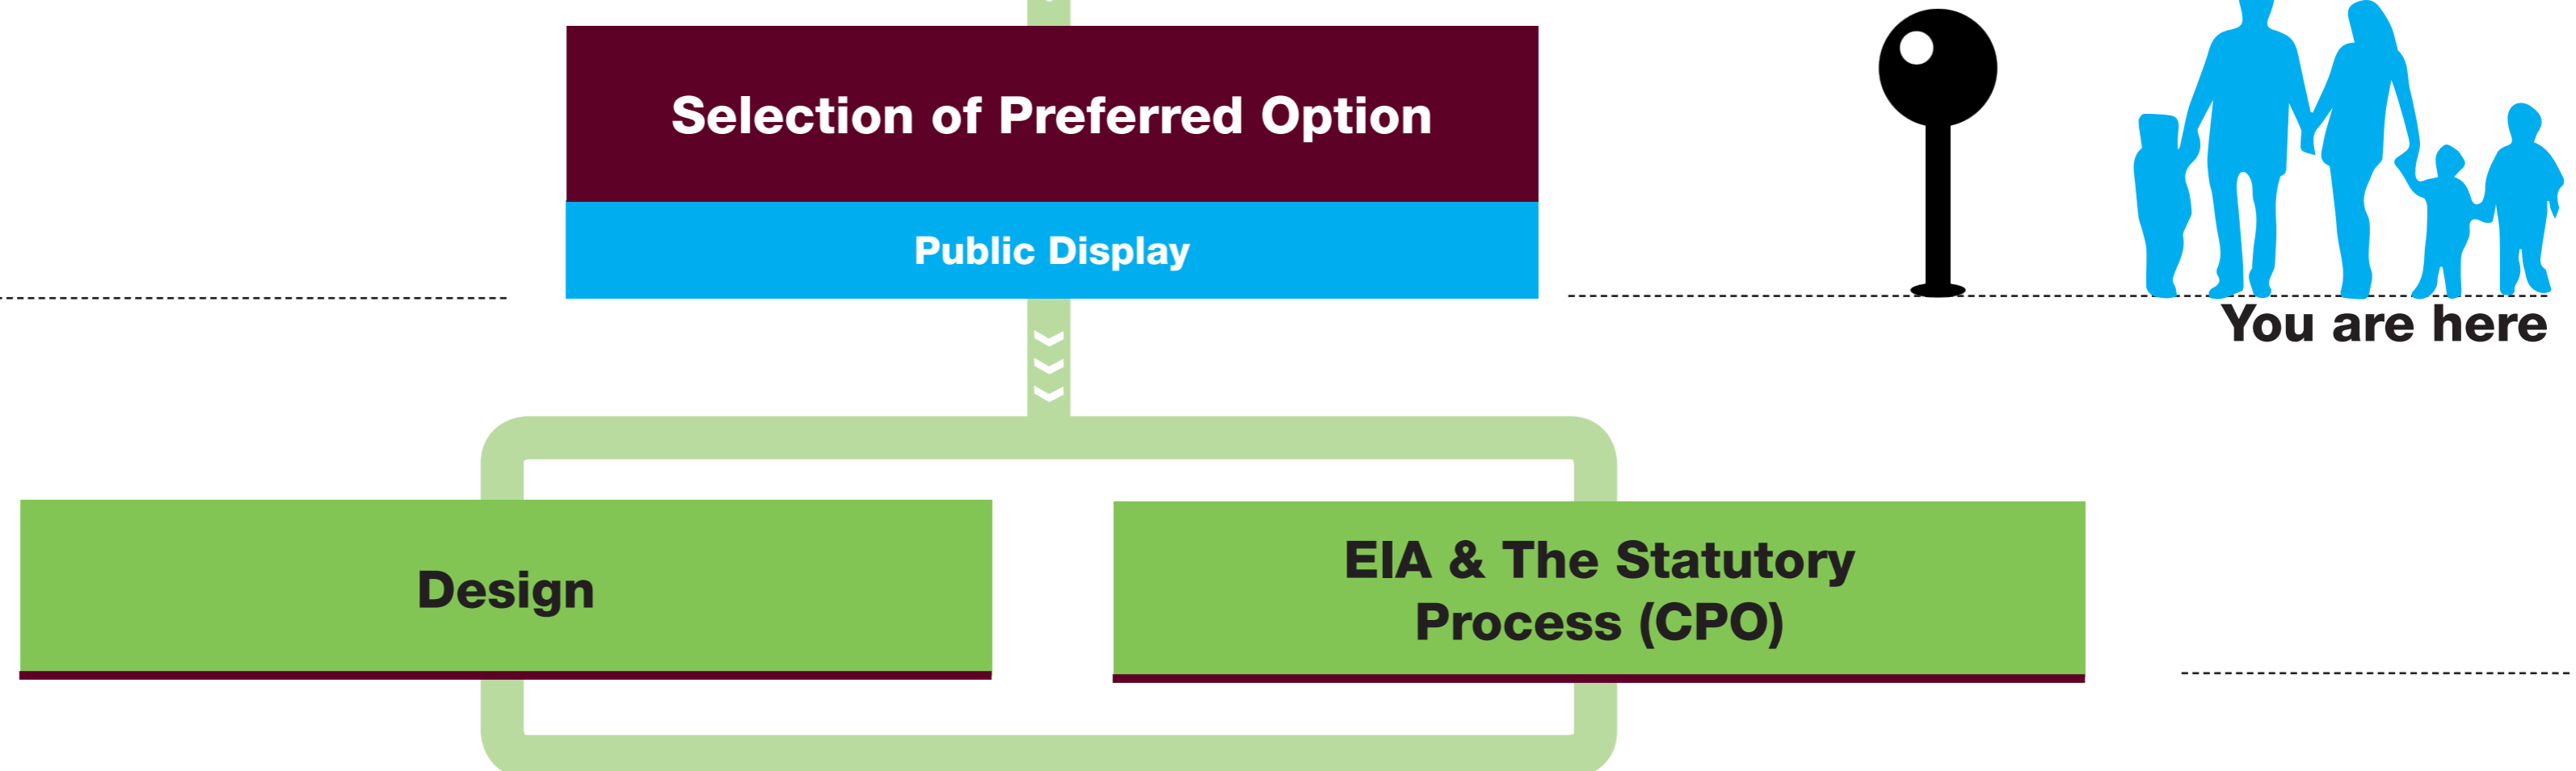 Selection of Preferred Option
Public Display
You are here
Design
EIA & The Statutory
Process (CPO)